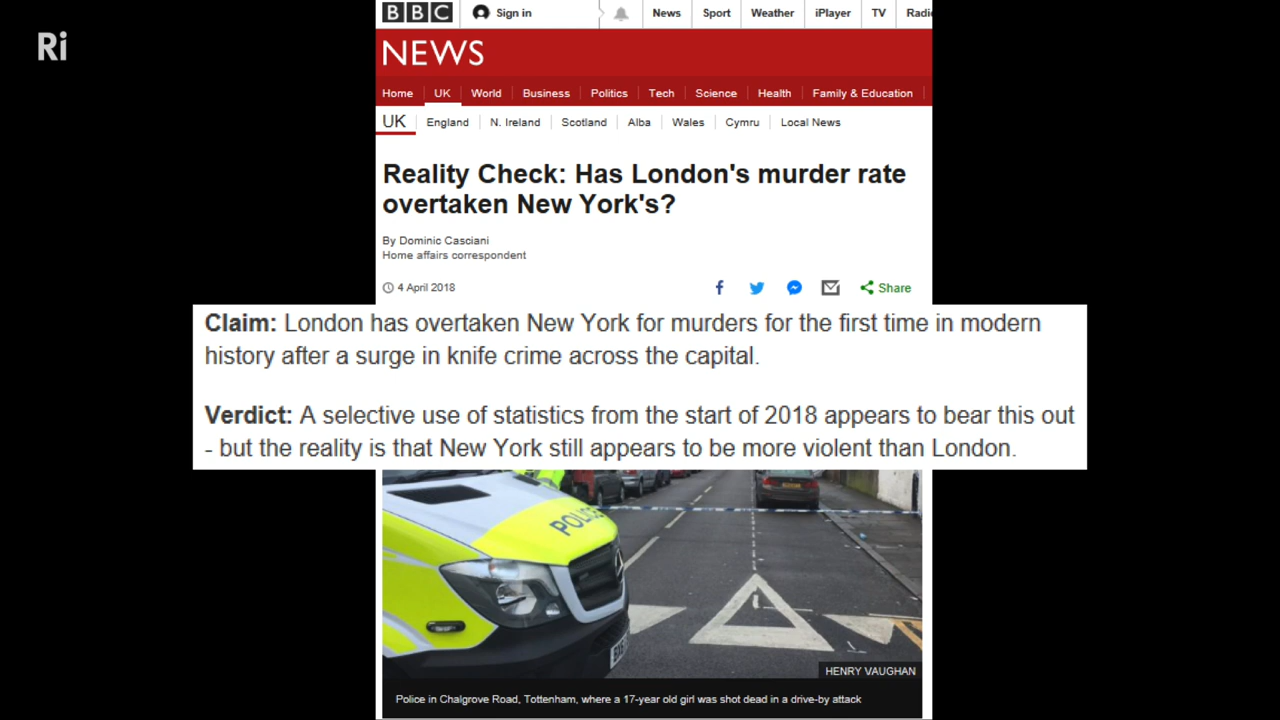 Ri
BBC Sign in News Sport Weather iPlayer TV Radi
NEWS
Home UK World Business Politics Tech Science Health Family & Education
UK England N. Ireland Scotland Alba Wales Cymru Local News
Reality Check: Has London's murder rate
overtaken New York's?
By Dominic Casciani
Home affairs correspondent
4 April 2018 Share
Claim: London has overtaken New York for murders for the first time in modern
history after a surge in knife crime across the capital.
Verdict: A selective use of statistics from the start of 2018 appears to bear this out
- but the reality is that New York still appears to be more violent than London.
POLICE
HENRY VAUGHAN
Police in Chalgrove Road, Tottenham, where a 17-year old girl was shot dead in a drive-by attack